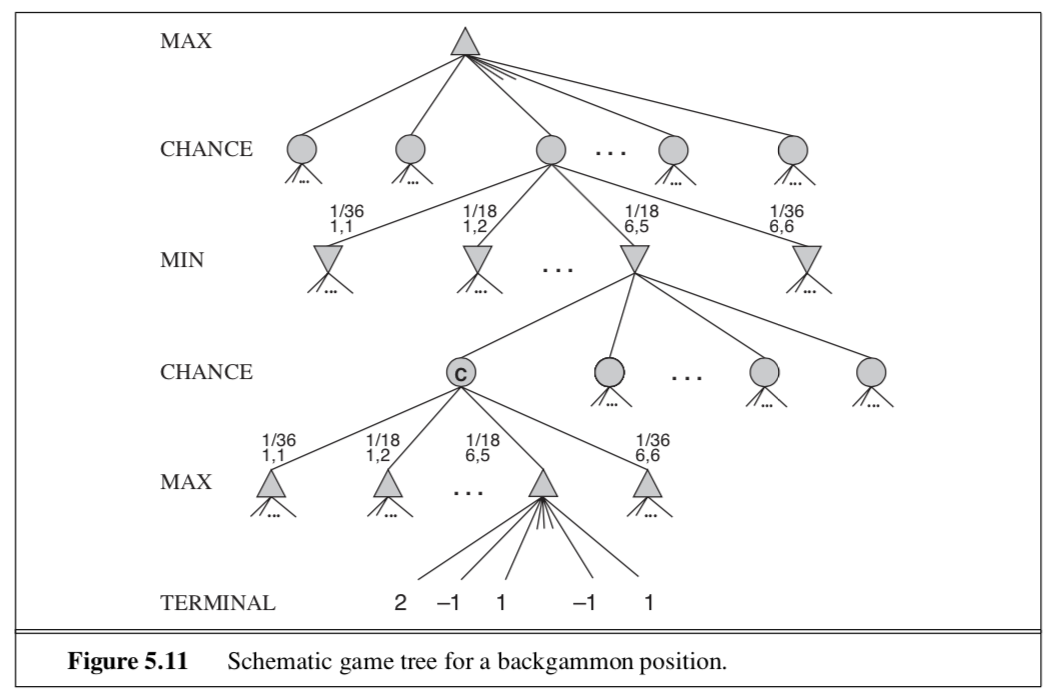 MAX
CHANCE
...
... ... ... ... ...
1/36 1/18 1/18 1/36
1,1 1,2 6,5 6,6
MIN
...
... ... ...
CHANCE C
...
... ... ...
1/36 1/18 1/18 1/36
1,1 1,2 6,5 6,6
MAX
...
... ... ...
TERMINAL 2 –1 1 –1 1
Figure 5.11 Schematic game tree for a backgammon position.